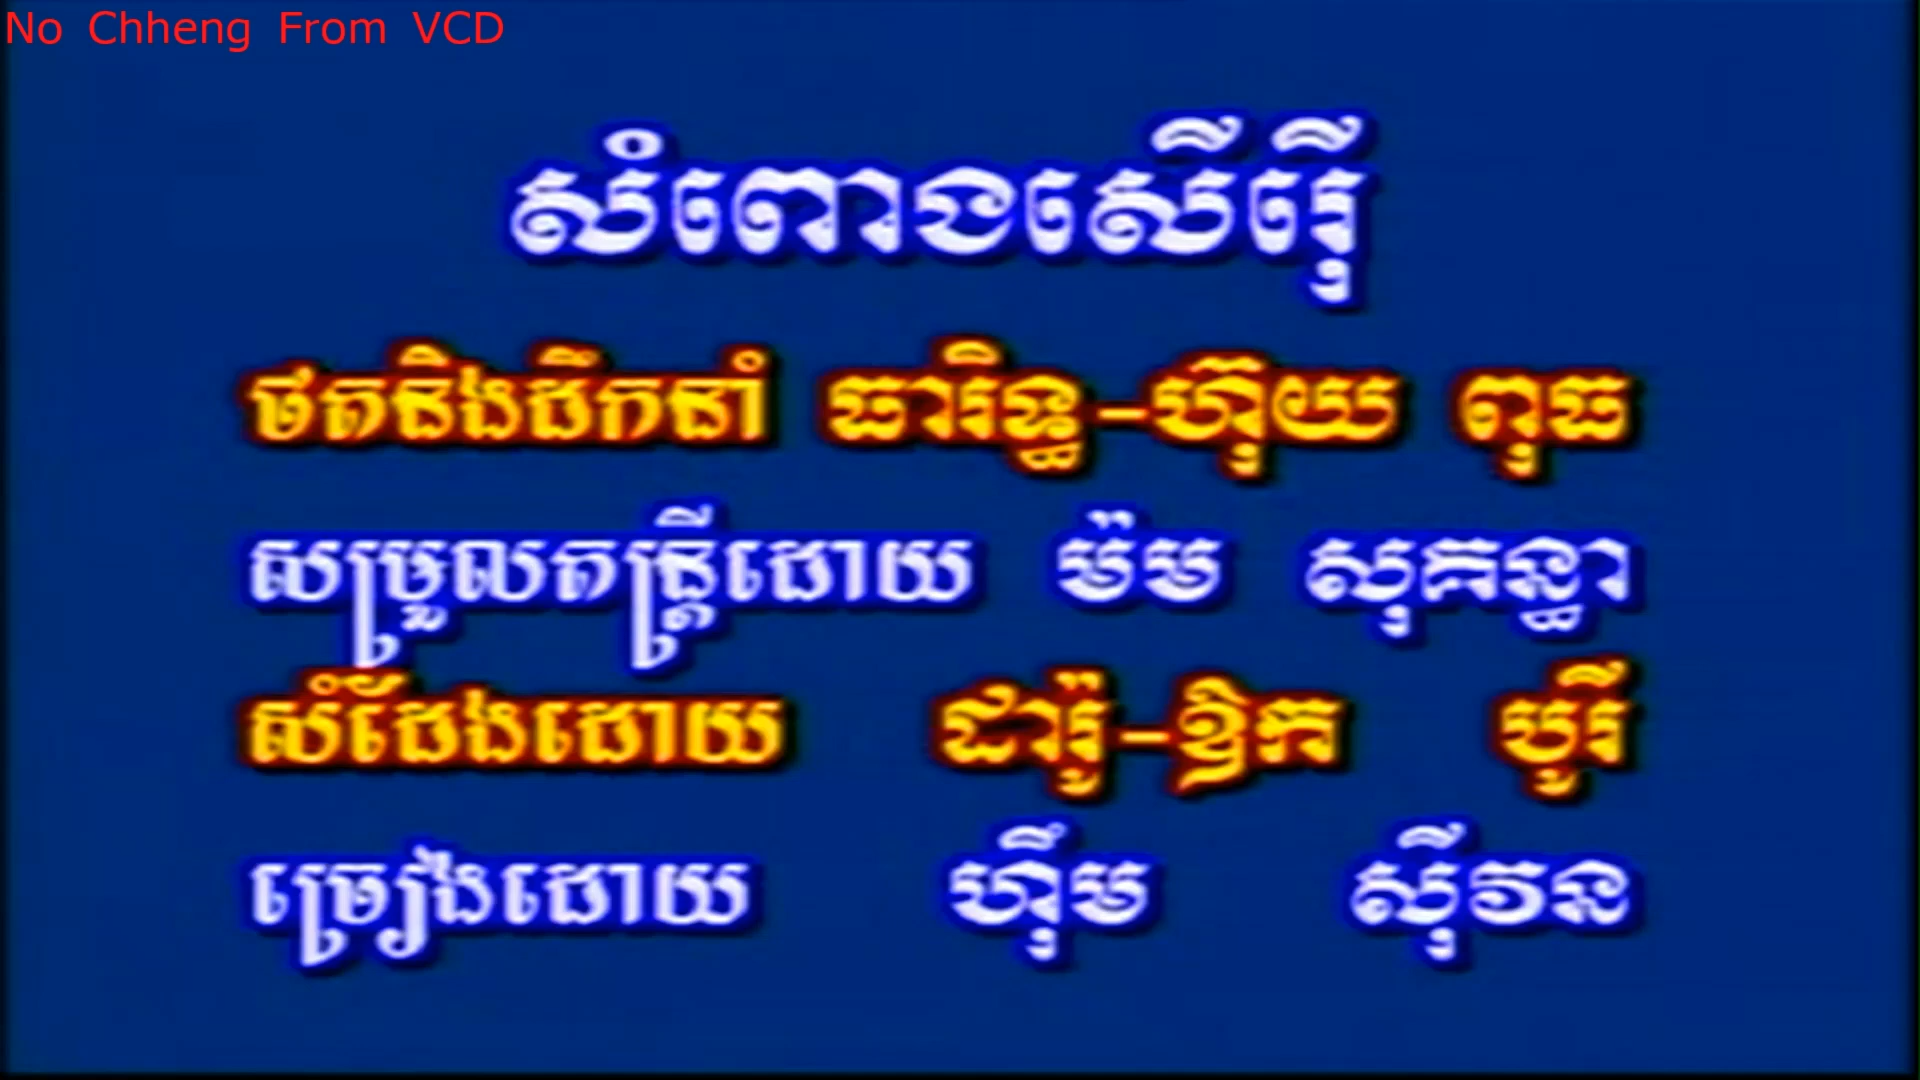 No Chheng From VCD
សំពោងសើរ៉ើ
ថតនិងដឹកនាំ ធារិទ្ធ-ហ៊ុយ ពុធ
សម្រួលតន្ត្រីដោយ ម៉ម សុគន្ធា
សំដែងដោយ ដារ៉ូ-ឱក បូរី
ច្រៀងដោយ ហ៊ឹម ស៊ីវន